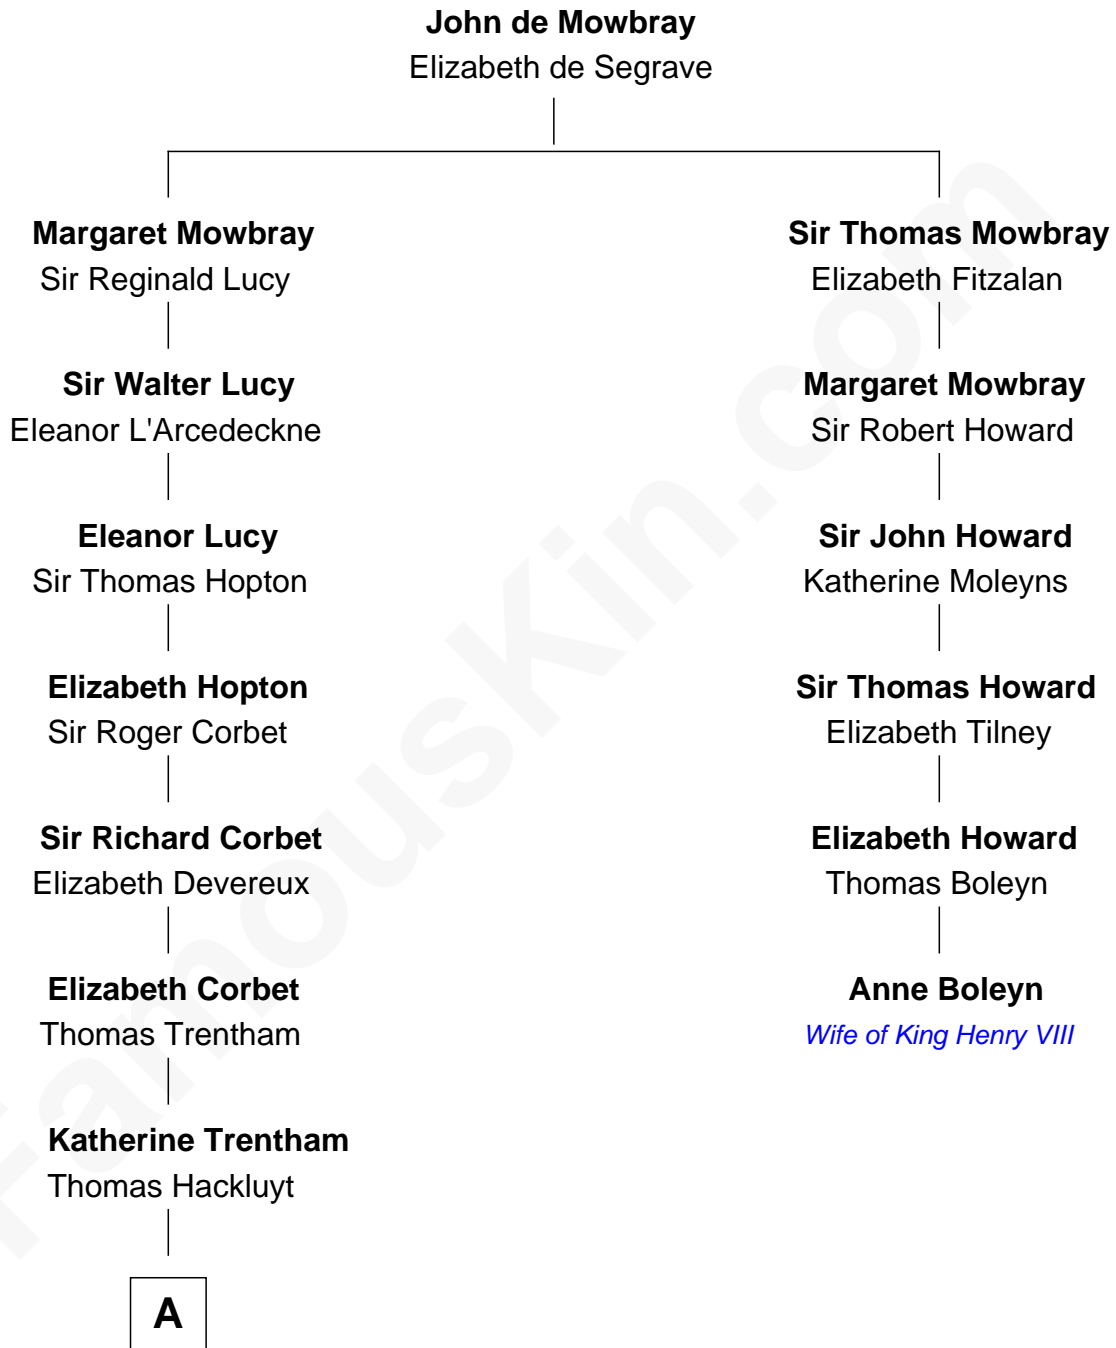 John de Mowbray
Elizabeth de Segrave
Margaret Mowbray
Sir Reginald Lucy
Sir Walter Lucy
Eleanor L'Arcedeckne
Eleanor Lucy
Sir Thomas Hopton
Elizabeth Hopton
Sir Roger Corbet
Sir Richard Corbet
Elizabeth Devereux
Elizabeth Corbet
Thomas Trentham
Katherine Trentham
Thomas Hackluyt
A
Sir Thomas Mowbray
Elizabeth Fitzalan
Margaret Mowbray
Sir Robert Howard
Sir John Howard
Katherine Moleyns
Sir Thomas Howard
Elizabeth Tilney
Elizabeth Howard
Thomas Boleyn
Anne Boleyn
Wife of King Henry VIII
FamousKin.com